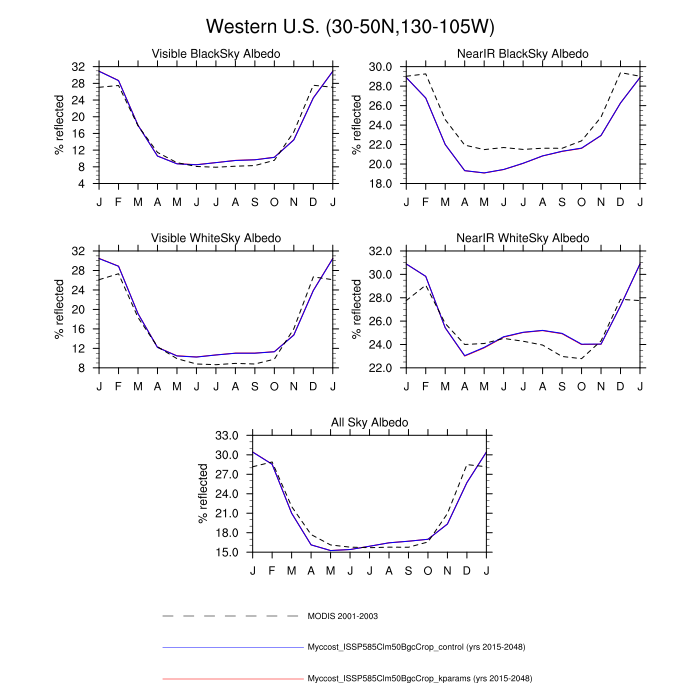 Western U.S. (30-50N,130-105W)
Visible BlackSky Albedo
% reflected
32
28
24
20
16
12
8
4
J F M A M J J A S O N D J
NearIR BlackSky Albedo
% reflected
30.0
28.0
26.0
24.0
22.0
20.0
18.0
J F M A M J J A S O N D J
Visible WhiteSky Albedo
% reflected
32
28
24
20
16
12
8
J F M A M J J A S O N D J
NearIR WhiteSky Albedo
% reflected
32.0
30.0
28.0
26.0
24.0
22.0
J F M A M J J A S O N D J
All Sky Albedo
% reflected
33.0
30.0
27.0
24.0
21.0
18.0
15.0
J F M A M J J A S O N D J
MODIS 2001-2003
Myccost_ISSP585Clm50BgcCrop_control (yrs 2015-2048)
Myccost_ISSP585Clm50BgcCrop_kparams (yrs 2015-2048)